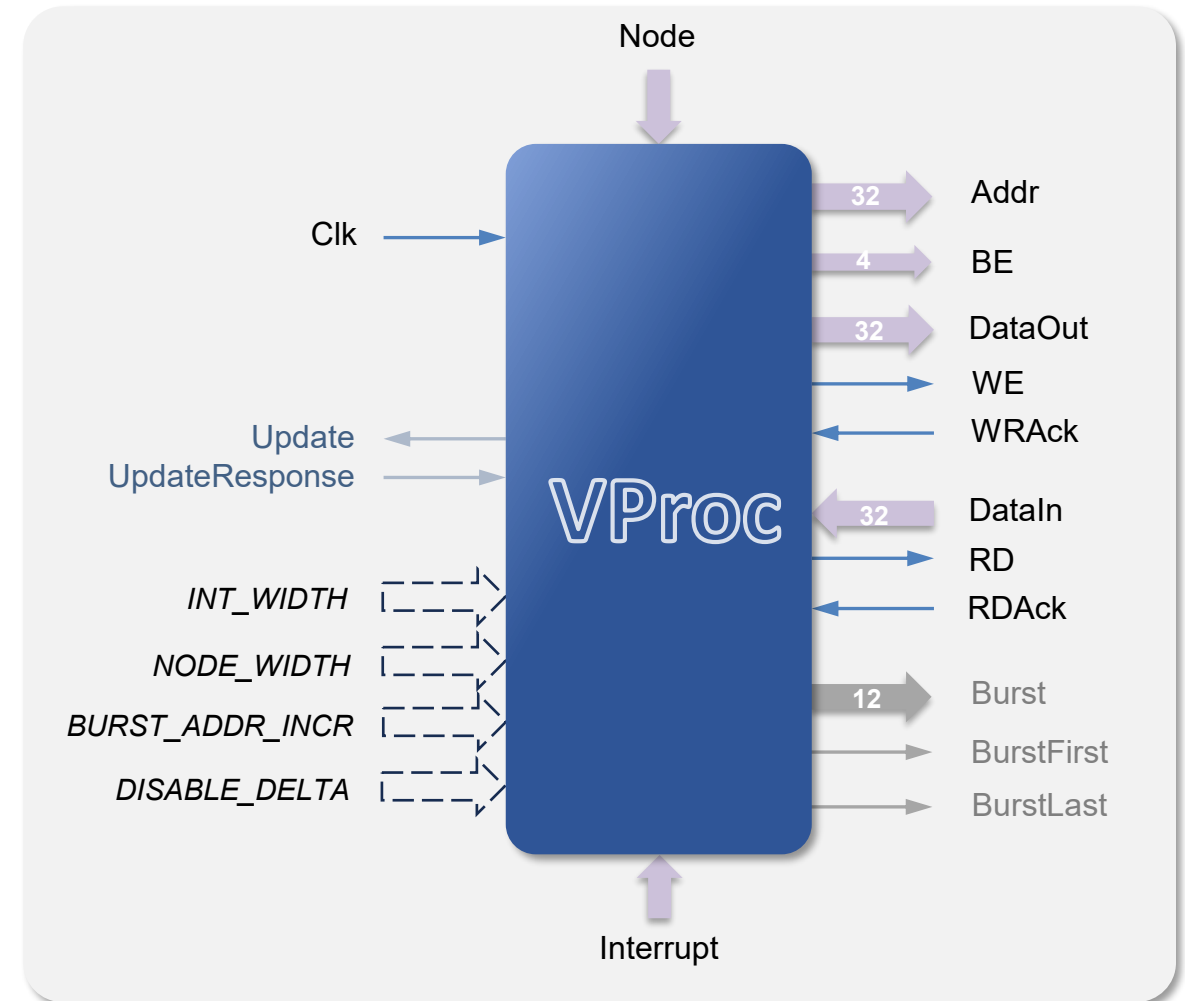 Node
Clk
Update
UpdateResponse
INT_WIDTH
NODE_WIDTH
BURST_ADDR_INCR
DISABLE_DELTA
VProc
32 Addr
4 BE
32 DataOut
WE
WRAck
32 DataIn
RD
RDAck
12 Burst
BurstFirst
BurstLast
Interrupt